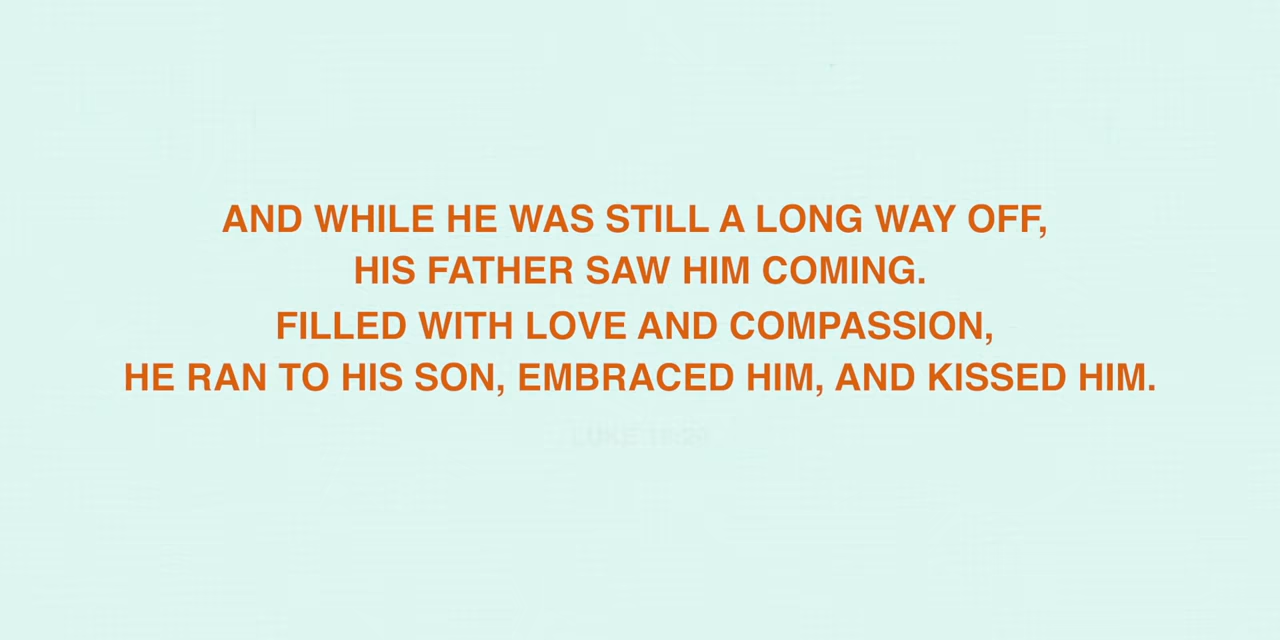 AND WHILE HE WAS STILL A LONG WAY OFF,
HIS FATHER SAW HIM COMING.
FILLED WITH LOVE AND COMPASSION,
HE RAN TO HIS SON, EMBRACED HIM, AND KISSED HIM.
LUKE